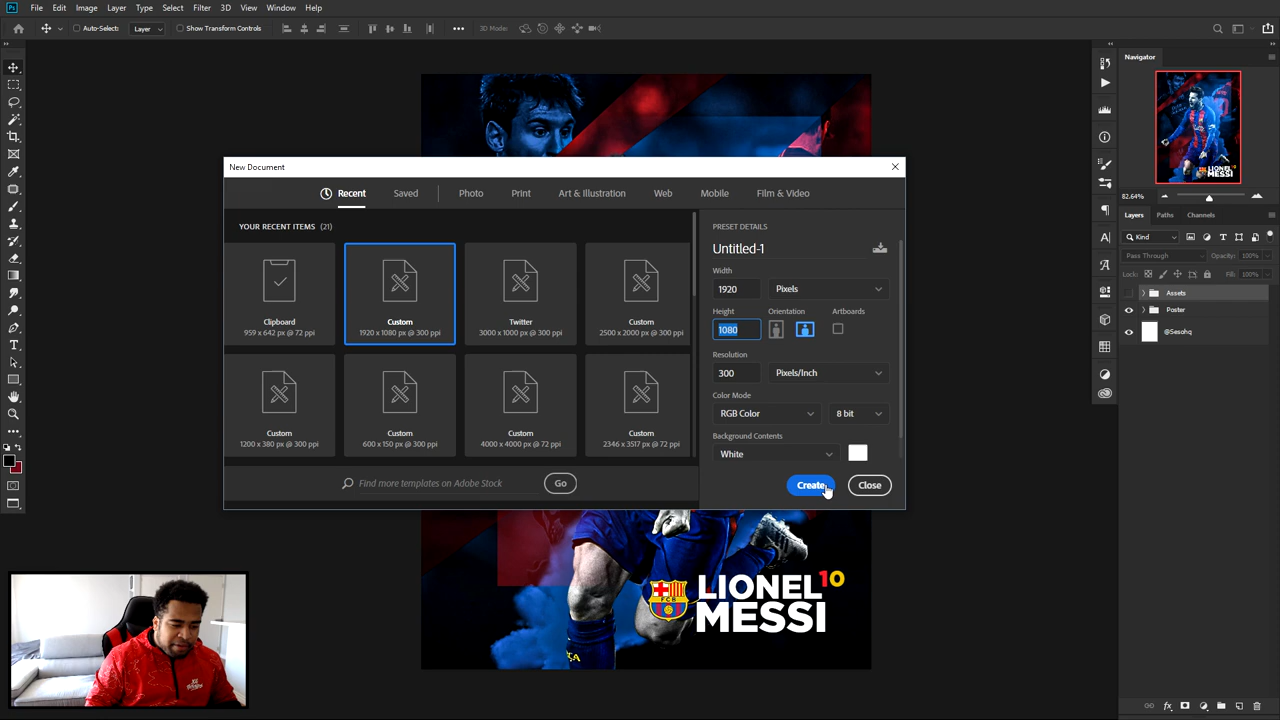 Ps File Edit Image Layer Type Select Filter 3D View Window Help
Auto-Select: Layer Show Transform Controls 3D Mode:
New Document
Recent Saved Photo Print Art & Illustration Web Mobile Film & Video
YOUR RECENT ITEMS (21)
Clipboard
959 x 642 px @ 72 ppi
Custom
1920 x 1080 px @ 300 ppi
Twitter
3000 x 1000 px @ 300 ppi
Custom
2500 x 2000 px @ 300 ppi
Custom
1200 x 380 px @ 300 ppi
Custom
600 x 150 px @ 300 ppi
Custom
4000 x 4000 px @ 72 ppi
Custom
2346 x 3517 px @ 72 ppi
Find more templates on Adobe Stock Go
PRESET DETAILS
Untitled-1
Width
1920 Pixels
Height Orientation Artboards
1080
Resolution
300 Pixels/Inch
Color Mode
RGB Color 8 bit
Background Contents
White
Create Close
Navigator
LIONEL 10
MESSI
82.64%
Layers Paths Channels
Kind
Pass Through Opacity: 100%
Lock: Fill: 100%
Assets
Poster
@Sesohq
FCB
LIONEL 10
MESSI